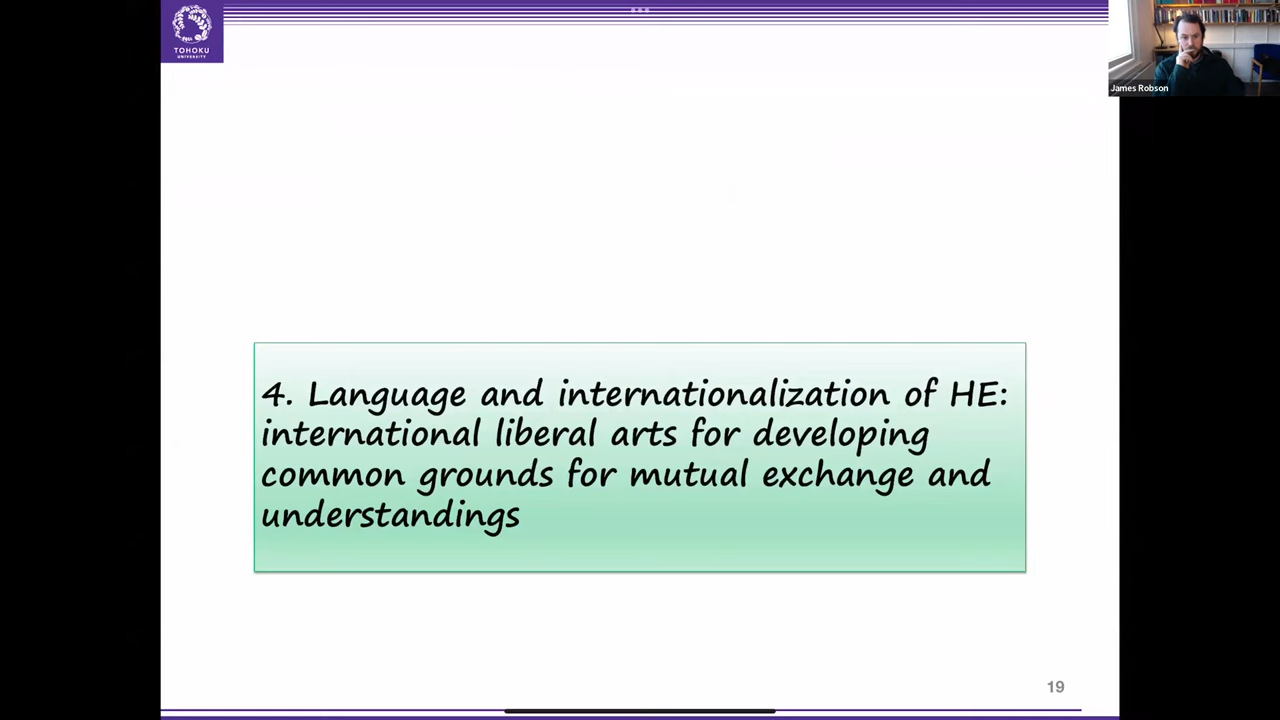 TOHOKU
UNIVERSITY
James Robson
4. Language and internationalization of HE:
international liberal arts for developing
common grounds for mutual exchange and
understandings
19